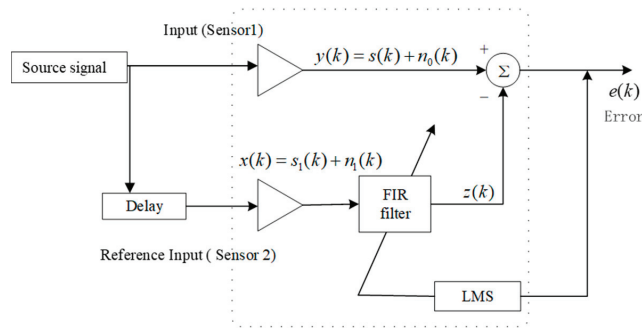 Input (Sensor1)
y(k) = s(k) + n₀(k)
+
Source signal
Σ
−
e(k)
Error
x(k) = s₁(k) + n₁(k)
Delay
FIR
filter
z(k)
Reference Input ( Sensor 2)
LMS